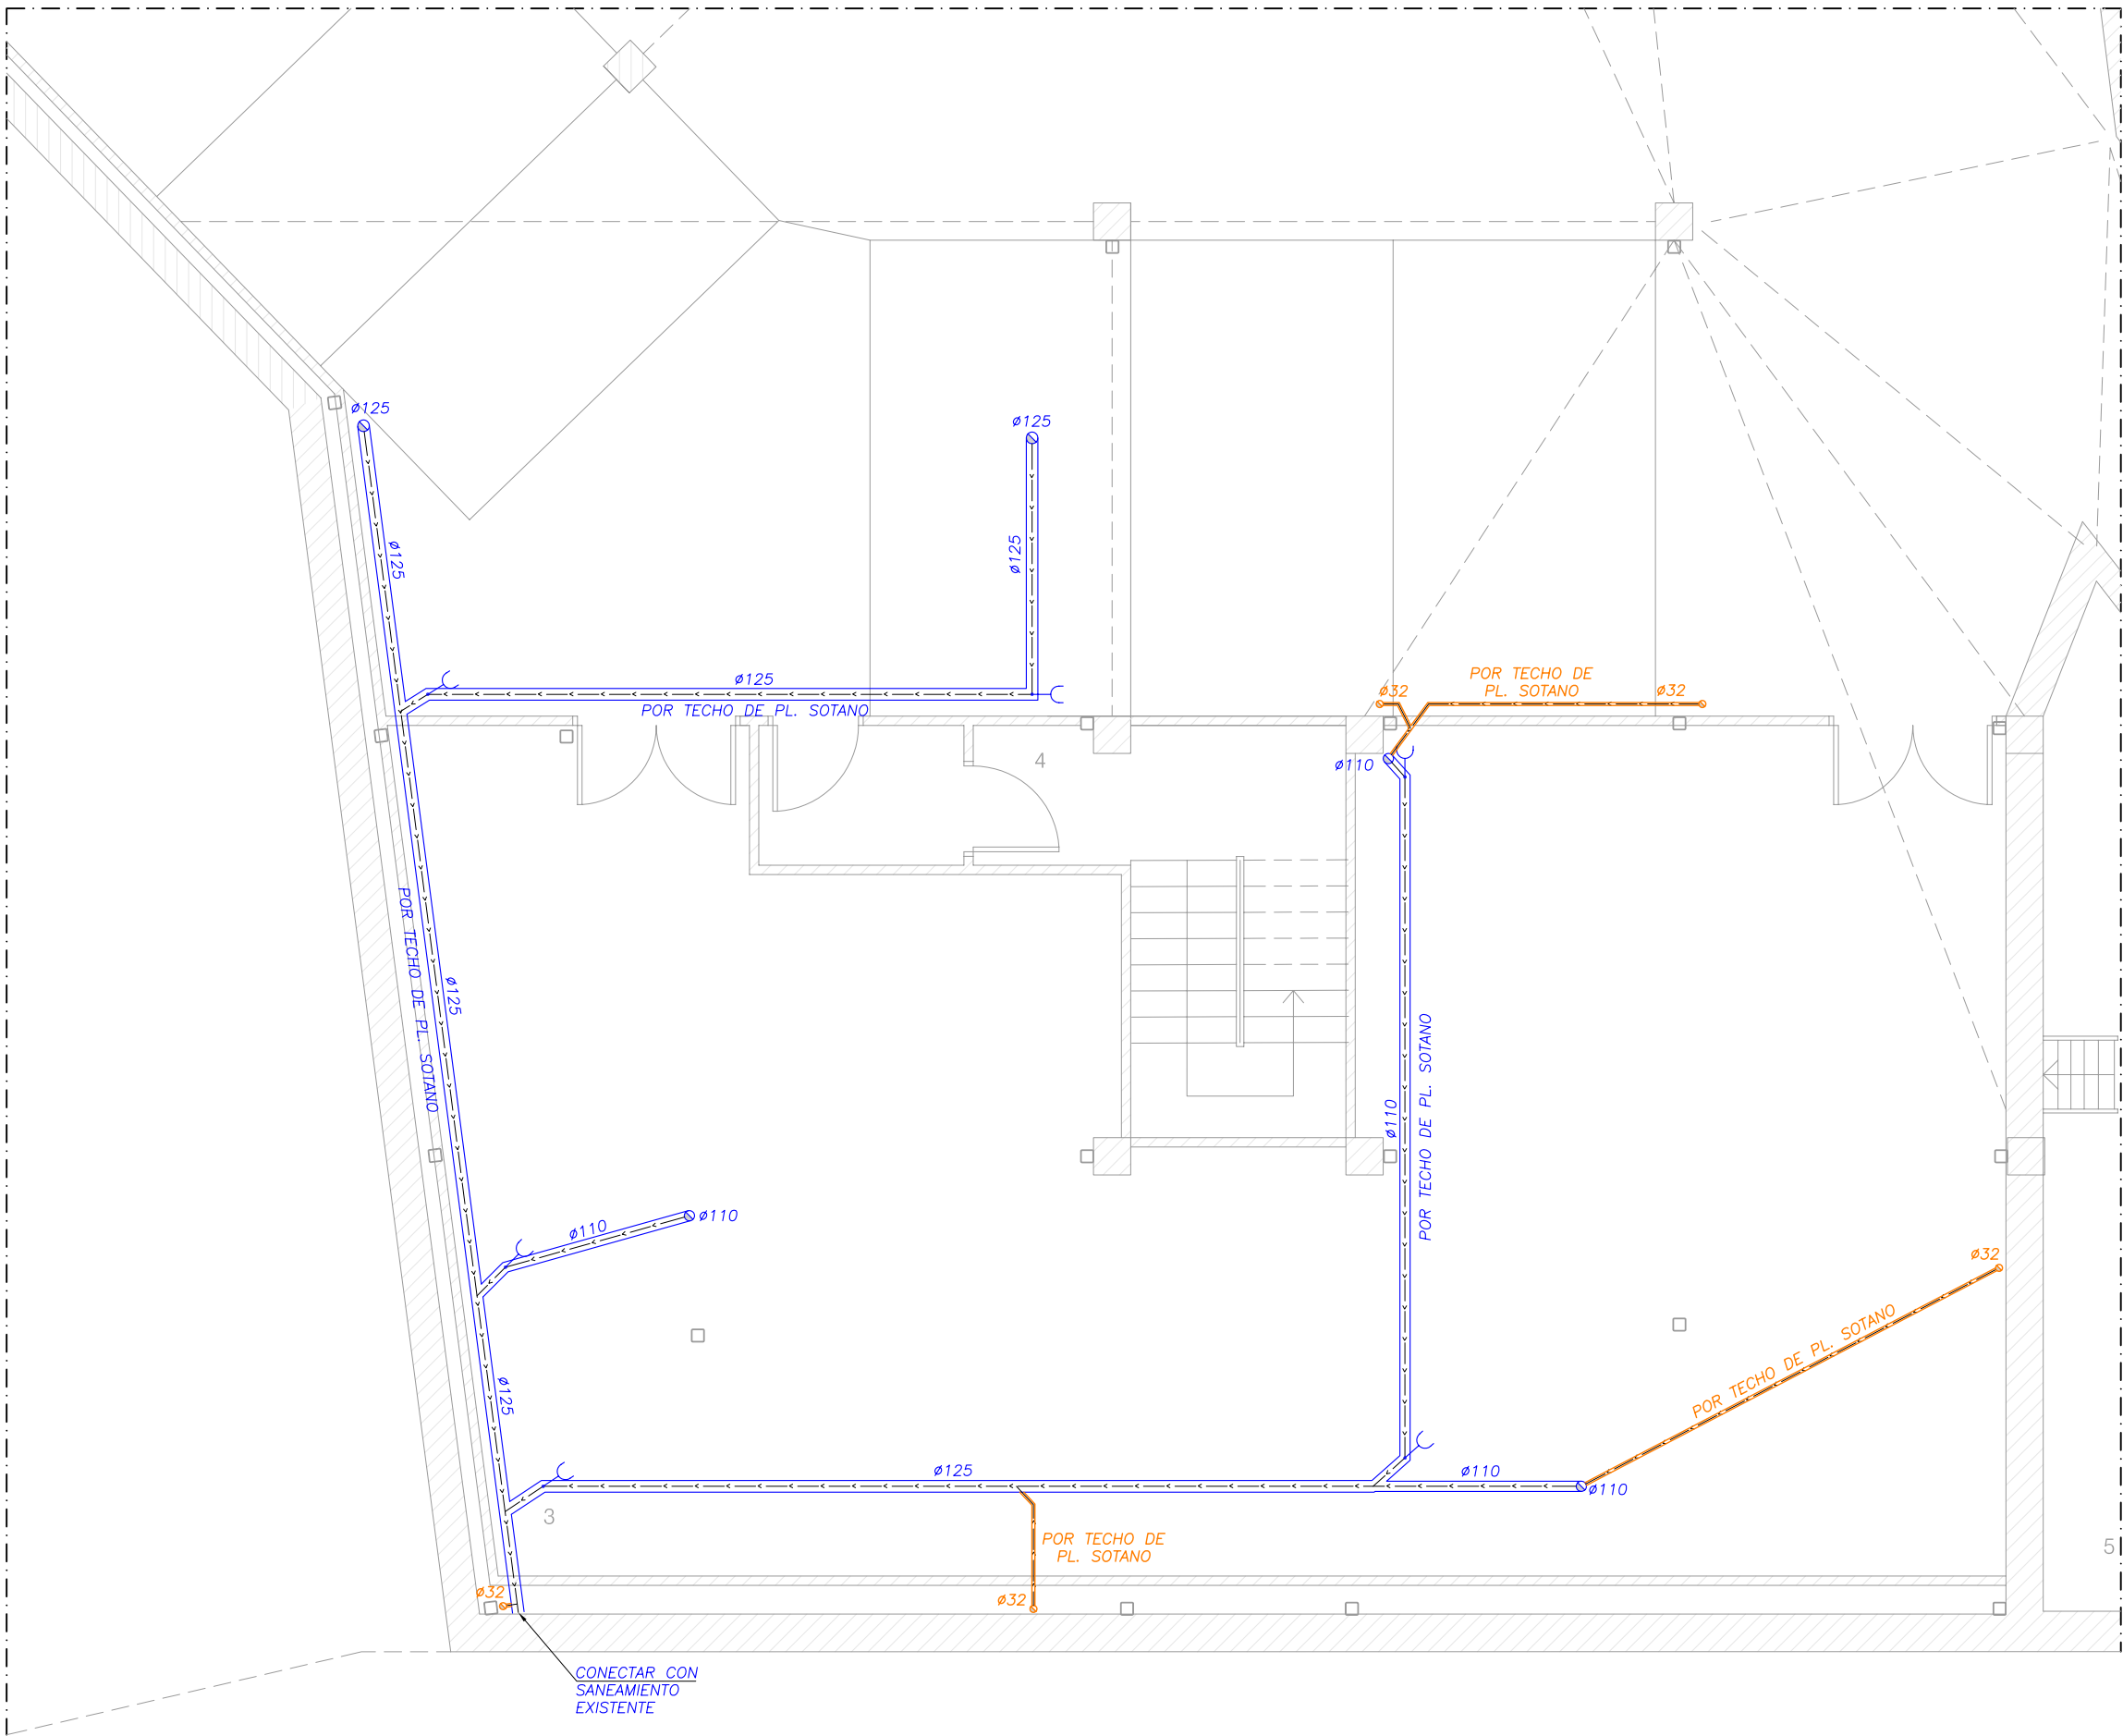 ø125
ø125
ø125
ø125
ø125
POR TECHO DE PL. SOTANO
POR TECHO DE
PL. SOTANO
ø32
ø32
ø110
4
POR TECHO DE PL. SOTANO
ø125
POR TECHO DE PL. SOTANO
ø110
ø110
ø110
ø32
POR TECHO DE PL. SOTANO
ø125
ø125
ø110
ø110
3
POR TECHO DE
PL. SOTANO
5
ø32
ø32
CONECTAR CON
SANEAMIENTO
EXISTENTE